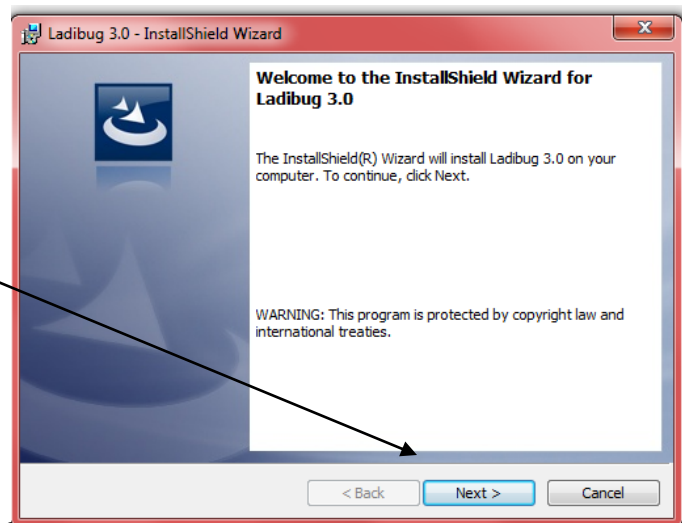 Ladibug 3.0 - InstallShield Wizard
Welcome to the InstallShield Wizard for
Ladibug 3.0
The InstallShield(R) Wizard will install Ladibug 3.0 on your
computer. To continue, click Next.
WARNING: This program is protected by copyright law and
international treaties.
< Back
Next >
Cancel